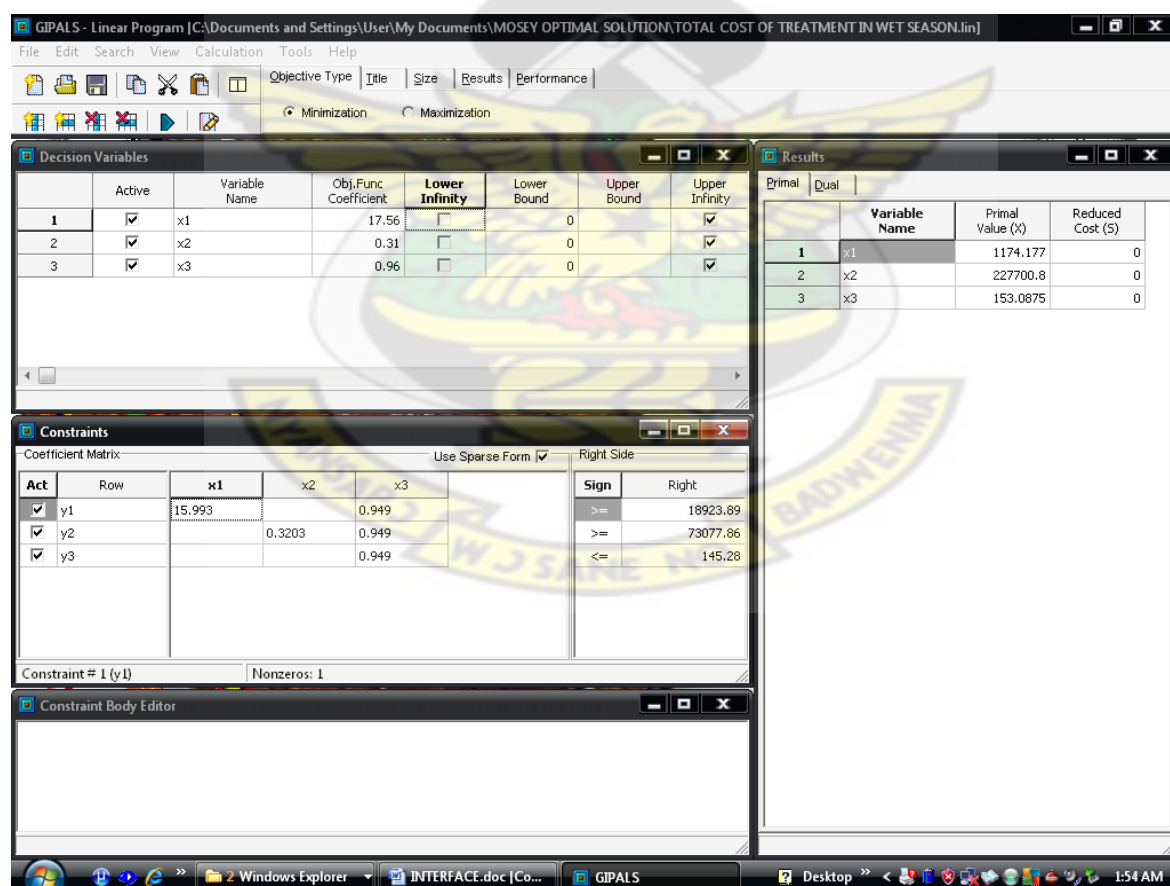 GIPALS - Linear Program [C:\Documents and Settings\User\My Documents\MOSEY OPTIMAL SOLUTION\TOTAL COST OF TREATMENT IN WET SEASON.lin]
File Edit Search View Calculation Tools Help
Objective Type Title Size Results Performance
Minimization Maximization
Decision Variables
Active Variable Name Obj.Func Coefficient Lower Infinity Lower Bound Upper Bound Upper Infinity
1 x1 17.56 0
2 x2 0.31 0
3 x3 0.96 0
Results
Primal Dual
Variable Name Primal Value (X) Reduced Cost (S)
1 x1 1174.177 0
2 x2 227700.8 0
3 x3 153.0875 0
Constraints
Coefficient Matrix Use Sparse Form Right Side
Act Row x1 x2 x3 Sign Right
y1 15.993 0.949 >= 18923.89
y2 0.3203 0.949 >= 73077.86
y3 0.949 <= 145.28
Constraint # 1 (y1) Nonzeros: 1
Constraint Body Editor
NYANSAPO W SANE NO BADWENMA
2 Windows Explorer INTERFACE.doc [Co... GIPALS Desktop 1:54 AM